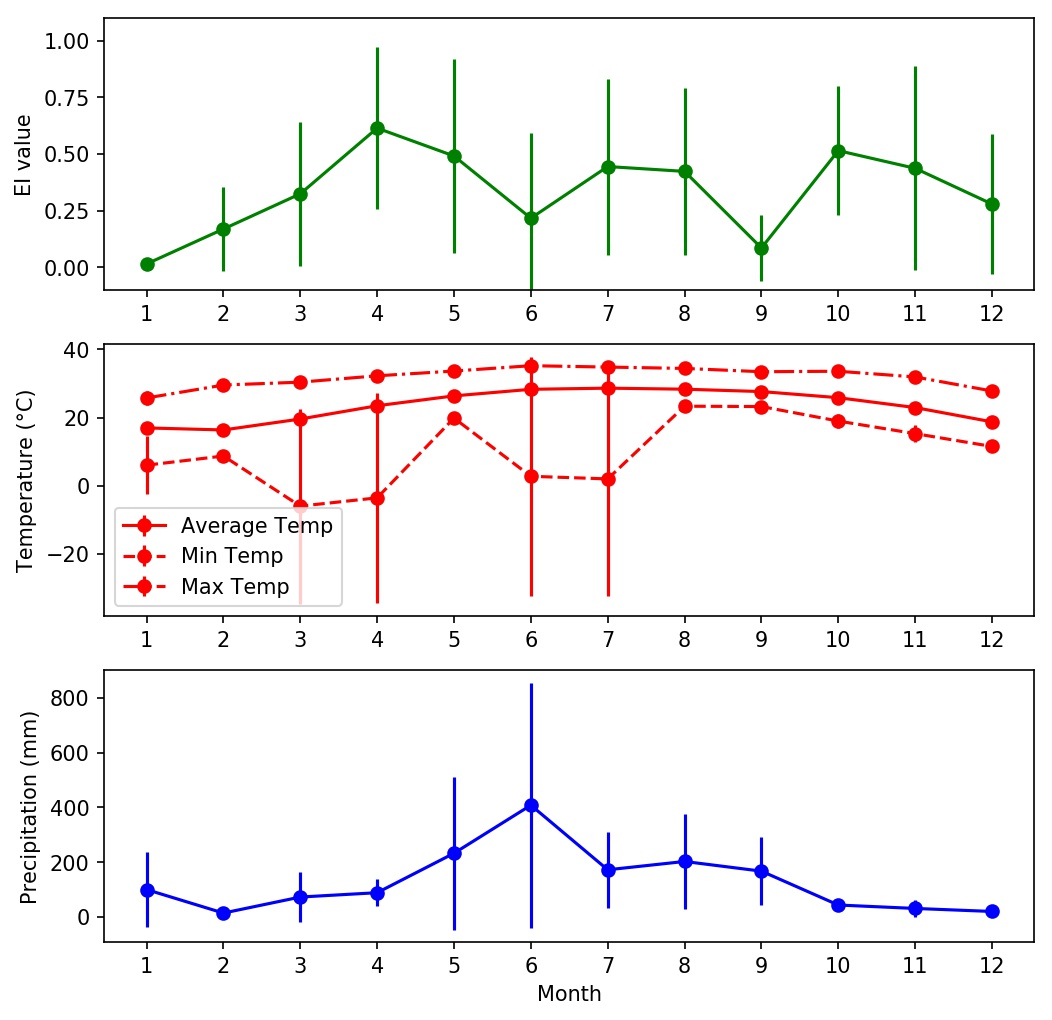 1.00
0.75
0.50
0.25
0.00
EI value
1 2 3 4 5 6 7 8 9 10 11 12
40
20
0
−20
Temperature (°C)
Average Temp
Min Temp
Max Temp
1 2 3 4 5 6 7 8 9 10 11 12
800
600
400
200
0
Precipitation (mm)
1 2 3 4 5 6 7 8 9 10 11 12
Month